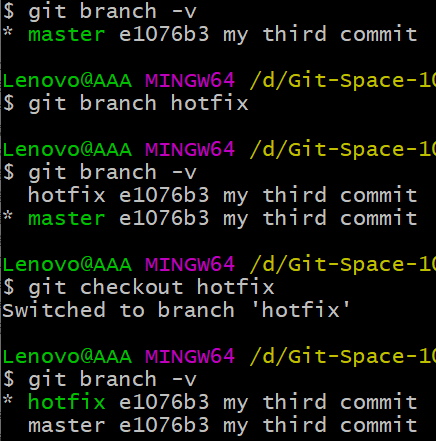 $ git branch -v
* master e1076b3 my third commit
Lenovo@AAA MINGW64 /d/Git-Space-10
$ git branch hotfix
Lenovo@AAA MINGW64 /d/Git-Space-10
$ git branch -v
hotfix e1076b3 my third commit
* master e1076b3 my third commit
Lenovo@AAA MINGW64 /d/Git-Space-10
$ git checkout hotfix
Switched to branch 'hotfix'
Lenovo@AAA MINGW64 /d/Git-Space-10
$ git branch -v
* hotfix e1076b3 my third commit
master e1076b3 my third commit